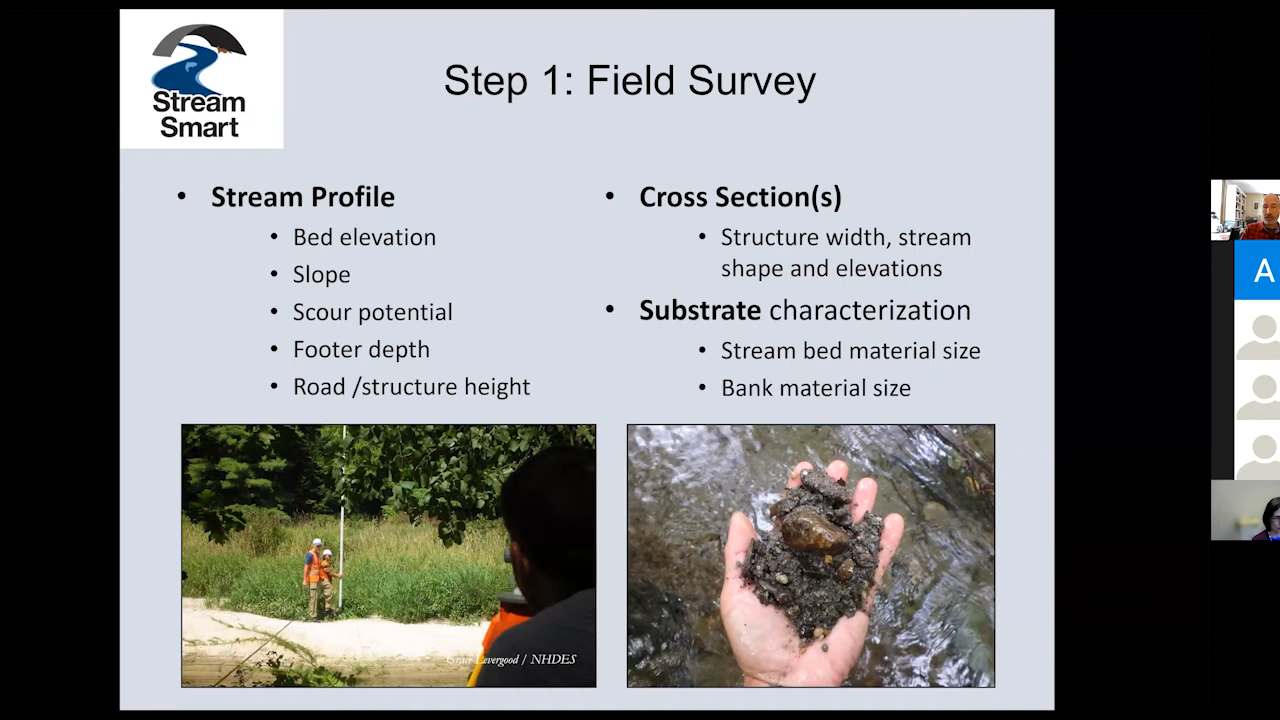 Stream
Smart
Step 1: Field Survey
• Stream Profile
• Bed elevation
• Slope
• Scour potential
• Footer depth
• Road /structure height
• Cross Section(s)
• Structure width, stream
shape and elevations
• Substrate characterization
• Stream bed material size
• Bank material size
Grace Levergood / NHDES
A